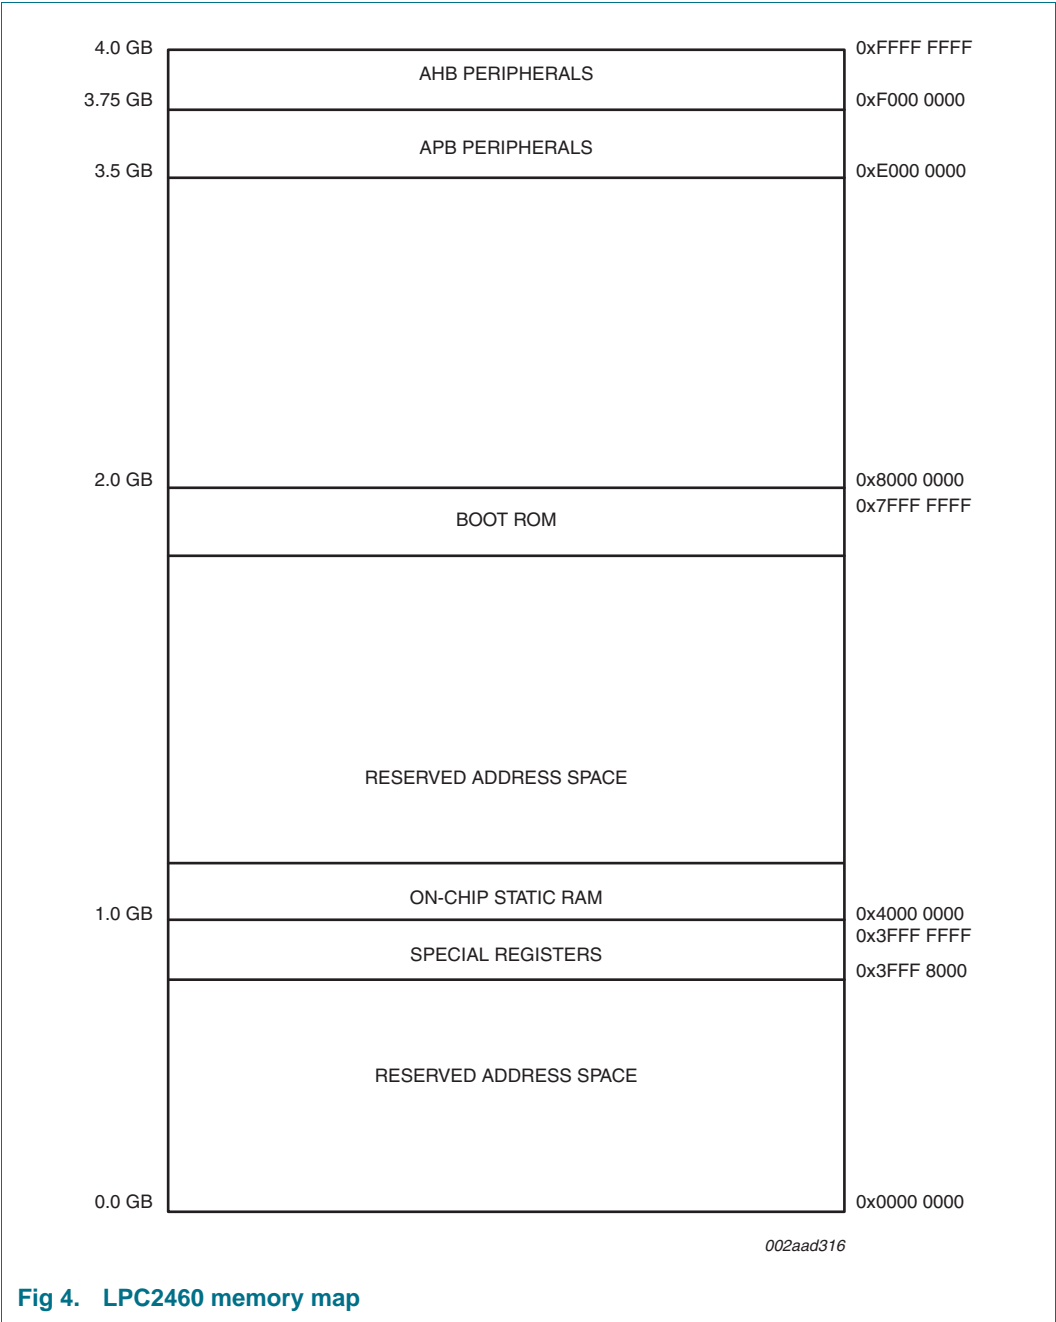 4.0 GB 0xFFFF FFFF
AHB PERIPHERALS
3.75 GB 0xF000 0000
APB PERIPHERALS
3.5 GB 0xE000 0000
2.0 GB 0x8000 0000
0x7FFF FFFF
BOOT ROM
RESERVED ADDRESS SPACE
ON-CHIP STATIC RAM
1.0 GB 0x4000 0000
0x3FFF FFFF
SPECIAL REGISTERS
0x3FFF 8000
RESERVED ADDRESS SPACE
0.0 GB 0x0000 0000
002aad316
Fig 4. LPC2460 memory map